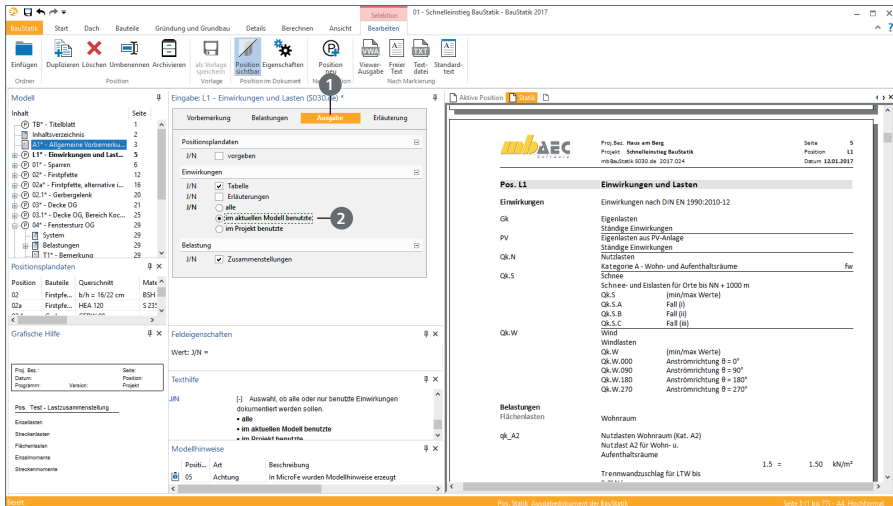 Selektion
01 - Schnelleinstieg BauStatik - BauStatik 2017
BauStatik Start Dach Bauteile Gründung und Grundbau Details Berechnen Ansicht Bearbeiten
Einfügen Duplizieren Löschen Umbenennen Archivieren als Vorlage speichern Position sichtbar Eigenschaften Position neu Viewer-Ausgabe Freier Text Text-datei Standard-text
Ordner Position Vorlage Position im Dokument Nach Markierung
1
Modell
Inhalt Seite
TB* - Titelblatt 1
Inhaltsverzeichnis 2
A1* - Allgemeine Vorbemerku... 3
L1* - Einwirkungen und Last... 5
01* - Sparren 6
02* - Firstpfette 12
02a* - Firstpfette, alternative i... 16
02.1* - Gerbergelenk 20
03* - Decke OG 21
03.1* - Decke OG, Bereich Koc... 25
04* - Fenstersturz OG 29
System 29
Belastungen 29
T1* - Bemerkung 29
Positionsplandaten
Position Bauteile Querschnitt Mate
02 Firstpfe... b/h = 16/22 cm BSH
02a Firstpfe... HEA 120 S 235
Grafische Hilfe
Proj. Bez.: Seite:
Datum: Position:
Programm: Version: Projekt
Pos. Test - Lastzusammenstellung
Einzellasten
Streckenlasten
Flächenlasten
Einzelmomente
Streckenmomente
Eingabe: L1 - Einwirkungen und Lasten (S030.de) *
Vorbemerkung Belastungen Ausgabe Erläuterung
Positionsplandaten
J/N vorgeben
Einwirkungen
J/N Tabelle
J/N Erläuterungen
J/N alle
im aktuellen Modell benutzte
2
im Projekt benutzte
Belastung
J/N Zusammenstellungen
Feldeigenschaften
Wert: J/N =
Texthilfe
J/N [-] Auswahl, ob alle oder nur benutzte Einwirkungen
dokumentiert werden sollen.
• alle
• im aktuellen Modell benutzte
• im Projekt benutzte
Modellhinweise
Positi... Art Beschreibung
05 Achtung In MicroFe wurden Modellhinweise erzeugt
Aktive Position Statik
mb AEC
Software
Proj.Bez. Haus am Berg Seite 5
Projekt Schnelleinstieg BauStatik Position L1
mb BauStatik S030.de 2017.024 Datum 12.01.2017
Pos. L1 Einwirkungen und Lasten
Einwirkungen Einwirkungen nach DIN EN 1990:2010-12
Gk Eigenlasten
Ständige Einwirkungen
PV Eigenlasten aus PV-Anlage
Ständige Einwirkungen
Qk.N Nutzlasten
Kategorie A - Wohn- und Aufenthaltsräume fw
Qk.S Schnee
Schnee- und Eislasten für Orte bis NN + 1000 m
Qk.S (min/max Werte)
Qk.S.A Fall (i)
Qk.S.B Fall (ii)
Qk.S.C Fall (iii)
Qk.W Wind
Windlasten
Qk.W (min/max Werte)
Qk.W.000 Anströmrichtung θ = 0°
Qk.W.090 Anströmrichtung θ = 90°
Qk.W.180 Anströmrichtung θ = 180°
Qk.W.270 Anströmrichtung θ = 270°
Belastungen
Flächenlasten Wohnraum
qk_A2 Nutzlasten Wohnraum (Kat. A2)
Nutzlast A2 für Wohn- u.
Aufenthaltsräume
1.5 = 1.50 kN/m²
Trennwandzuschlag für LTW bis
Bereit. Pos. Statik Ausgabedokument der BauStatik Seite 5 (1 bis 77) - A4, Hochformat